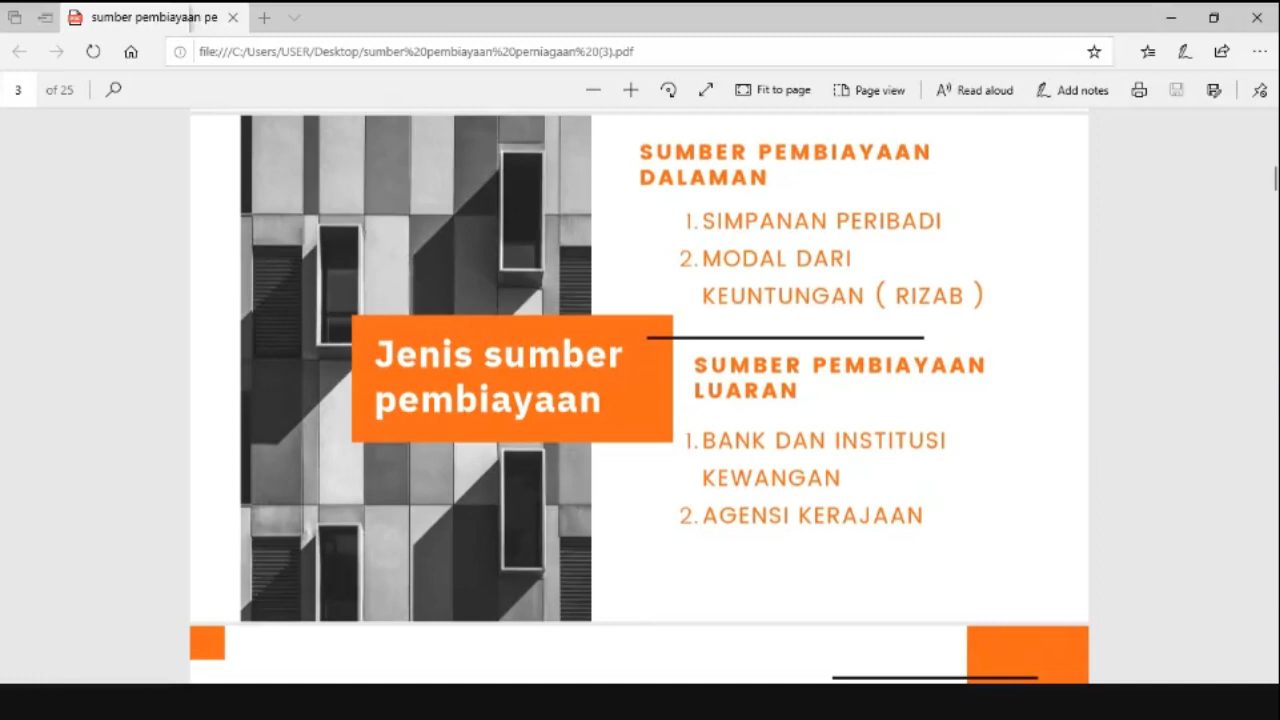 sumber pembiayaan pe
file:///C:/Users/USER/Desktop/sumber%20pembiayaan%20perniagaan%20(3).pdf
3 of 25
Fit to page
Page view
Read aloud
Add notes
SUMBER PEMBIAYAAN
DALAMAN
1. SIMPANAN PERIBADI
2. MODAL DARI
KEUNTUNGAN ( RIZAB )
Jenis sumber
pembiayaan
SUMBER PEMBIAYAAN
LUARAN
1. BANK DAN INSTITUSI
KEWANGAN
2. AGENSI KERAJAAN